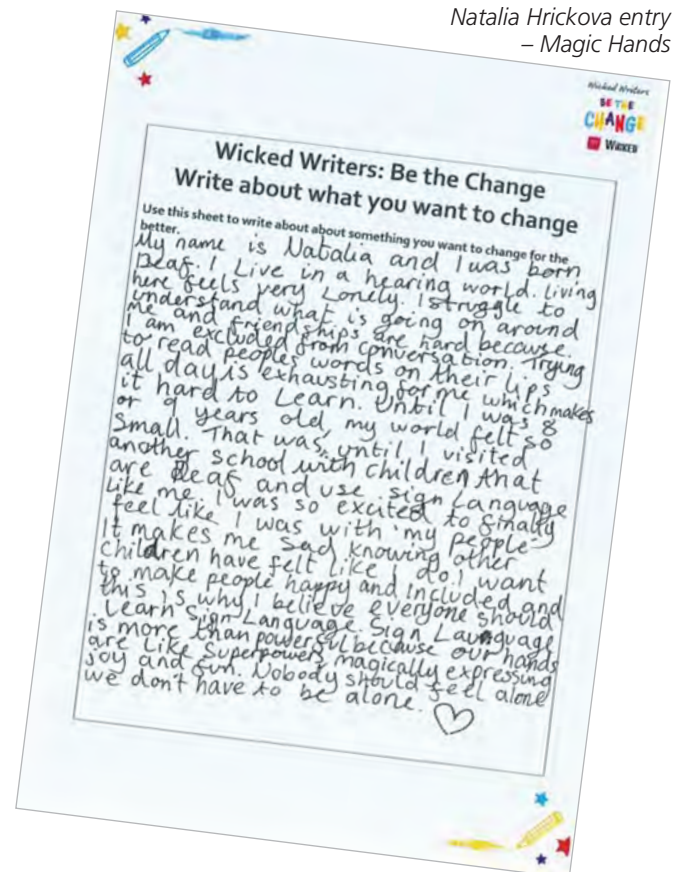 Natalia Hrickova entry
– Magic Hands
Wicked Writers
BE THE
CHANGE
WICKED
Wicked Writers: Be the Change
Write about what you want to change
Use this sheet to write about about something you want to change for the
better.
My name is Natalia and I was born
Deaf. I Live in a hearing world. Living
here feels very Lonely. I struggle to
understand what is going on around
me and friendships are hard because.
I am excluded from conversation. Trying
to read peoples words on their lips
all day is exhausting for me which makes
it hard to Learn. Until I was 8
or 9 years old, my world felt so
Small. That was, until I visited
another school with children that
are Deaf and use sign Language
Like me. I was so excited to finally
feel like I was with 'my people'
It makes me sad knowing other
children have felt like I do. I want
to make people happy and included and
this is why I believe everyone should
Learn Sign Language. Sign Language
is more than powerful because our hands
are Like Superpowers, magically expressing
joy and fun. Nobody should feel alone
we don't have to be alone.